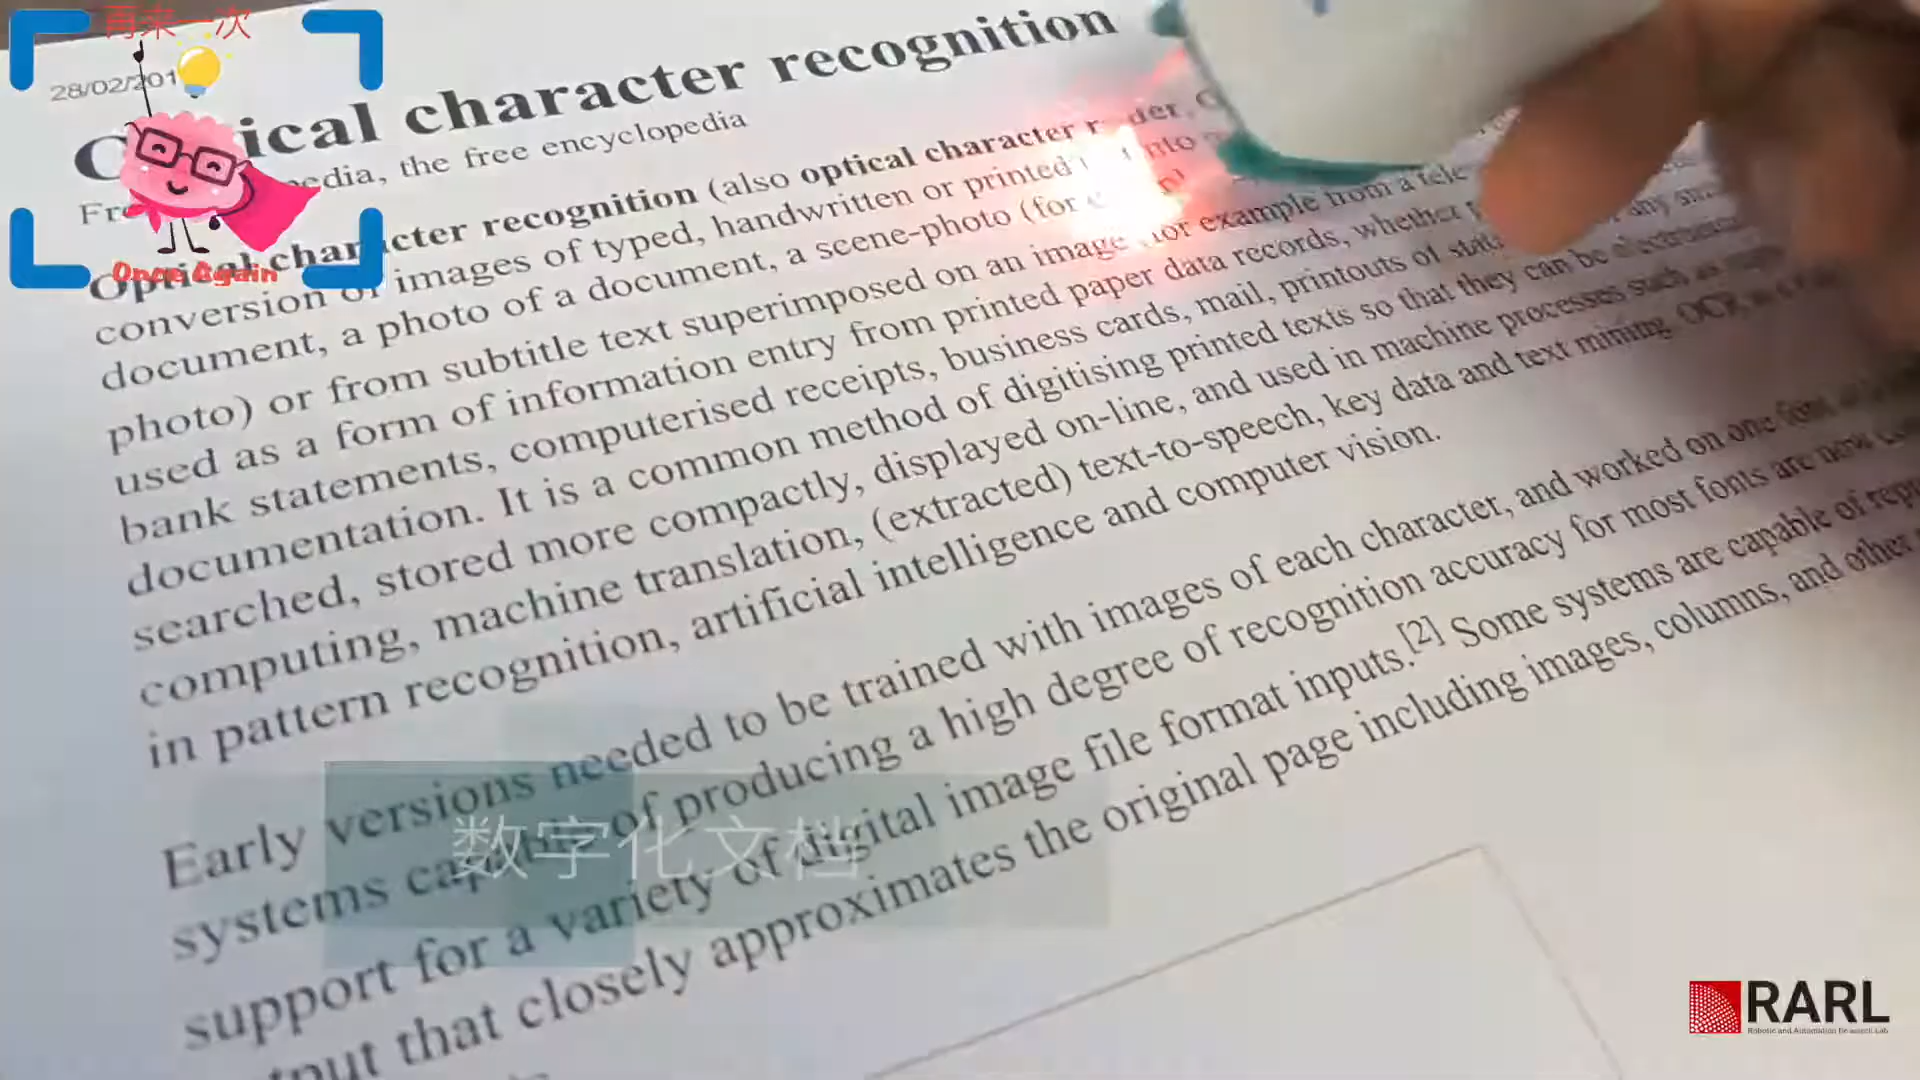 再来一次
28/02/201
ical character recognition
edia, the free encyclopedia
Optical character recognition (also optical character
conversion of images of typed, handwritten or printed
document, a photo of a document, a scene-photo (for
photo) or from subtitle text superimposed on an image for example from a tele
used as a form of information entry from printed paper data records, whether
bank statements, computerised receipts, business cards, mail, printouts of
documentation. It is a common method of digitising printed texts so that they can be
searched, stored more compactly, displayed on-line, and used in machine processes such as
computing, machine translation, (extracted) text-to-speech, key data and text mining. OCR
in pattern recognition, artificial intelligence and computer vision.
Once Again
Early versions needed to be trained with images of each character, and worked on one font
systems capable of producing a high degree of recognition accuracy for most fonts are now
support for a variety of digital image file format inputs.[2] Some systems are capable of
that closely approximates the original page including images, columns, and other
数字化文档
RARL
Robotic and Automation Research Lab